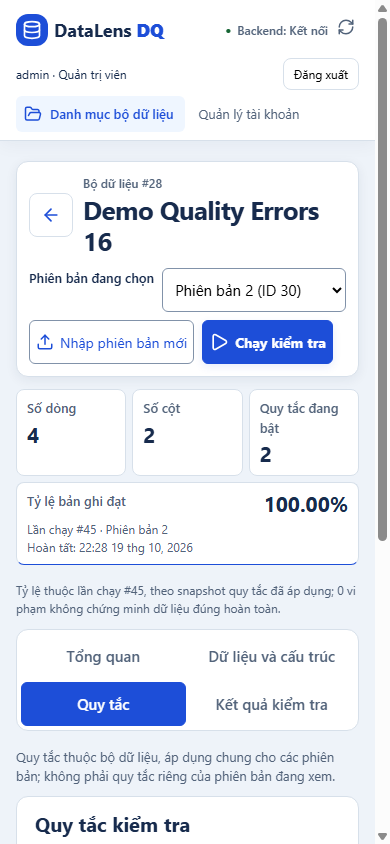 DataLens DQ
Backend: Kết nối
admin · Quản trị viên
Đăng xuất
Danh mục bộ dữ liệu
Quản lý tài khoản
Bộ dữ liệu #28
Demo Quality Errors
16
Phiên bản đang chọn
Phiên bản 2 (ID 30)
Nhập phiên bản mới
Chạy kiểm tra
Số dòng
4
Số cột
2
Quy tắc đang
bật
2
Tỷ lệ bản ghi đạt
100.00%
Lần chạy #45 · Phiên bản 2
Hoàn tất: 22:28 19 thg 10, 2026
Tỷ lệ thuộc lần chạy #45, theo snapshot quy tắc đã áp dụng; 0 vi
phạm không chứng minh dữ liệu đúng hoàn toàn.
Tổng quan
Dữ liệu và cấu trúc
Quy tắc
Kết quả kiểm tra
Quy tắc thuộc bộ dữ liệu, áp dụng chung cho các phiên
bản; không phải quy tắc riêng của phiên bản đang xem.
Quy tắc kiểm tra